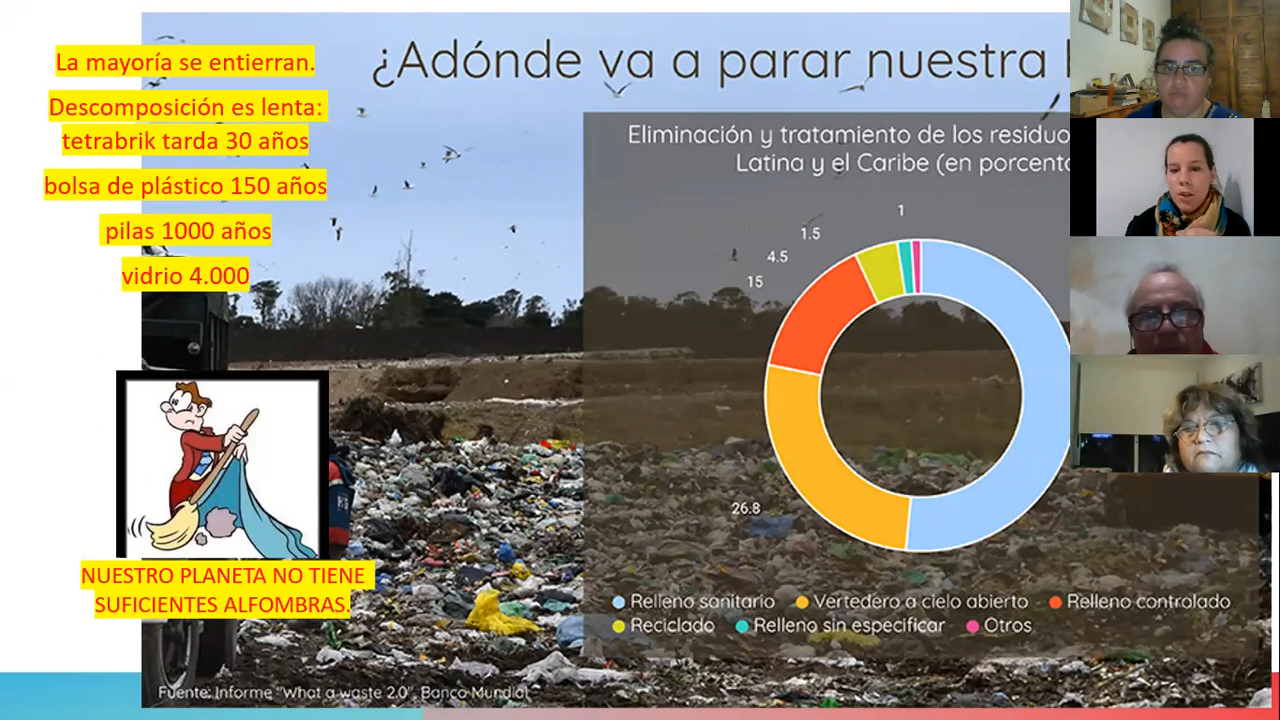 La mayoría se entierran.
Descomposición es lenta:
tetrabrik tarda 30 años
bolsa de plástico 150 años
pilas 1000 años
vidrio 4.000
NUESTRO PLANETA NO TIENE
SUFICIENTES ALFOMBRAS.
¿Adónde va a parar nuestra
Eliminación y tratamiento de los
Latina y el Caribe (en
1
1.5
4.5
15
26.8
Relleno sanitario Vertedero a cielo abierto Relleno controlado
Reciclado Relleno sin especificar Otros
Fuente: Informe "What a waste 2.0", Banco Mundial